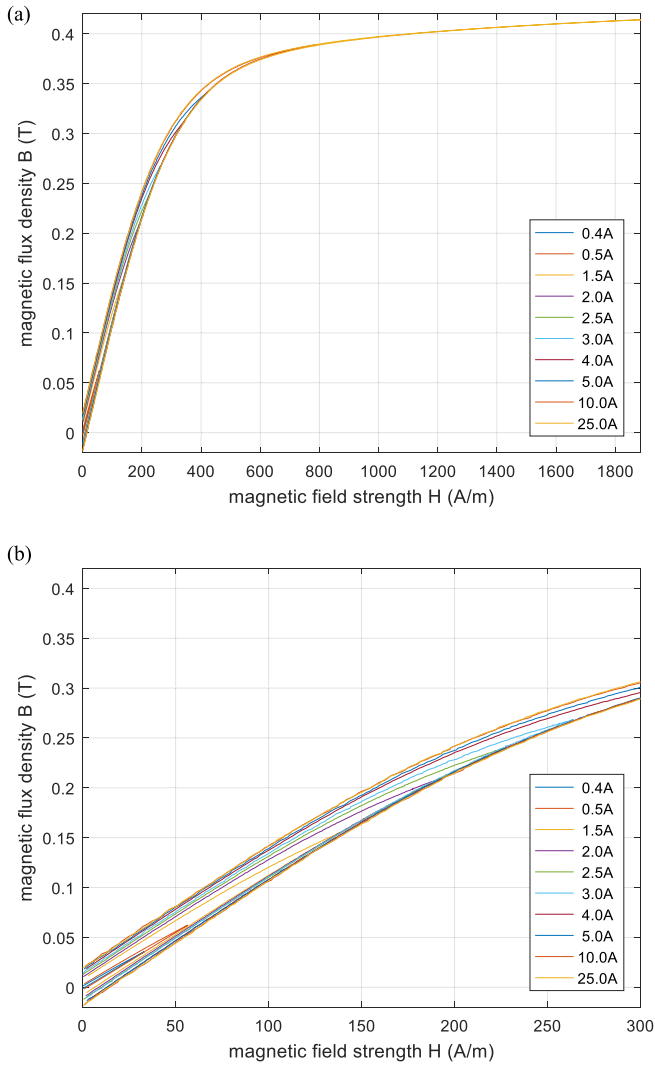 (a)
magnetic flux density B (T)
0.4
0.35
0.3
0.25
0.2
0.15
0.1
0.05
0
0 200 400 600 800 1000 1200 1400 1600 1800
magnetic field strength H (A/m)
0.4A
0.5A
1.5A
2.0A
2.5A
3.0A
4.0A
5.0A
10.0A
25.0A
(b)
magnetic flux density B (T)
0.4
0.35
0.3
0.25
0.2
0.15
0.1
0.05
0
0 50 100 150 200 250 300
magnetic field strength H (A/m)
0.4A
0.5A
1.5A
2.0A
2.5A
3.0A
4.0A
5.0A
10.0A
25.0A